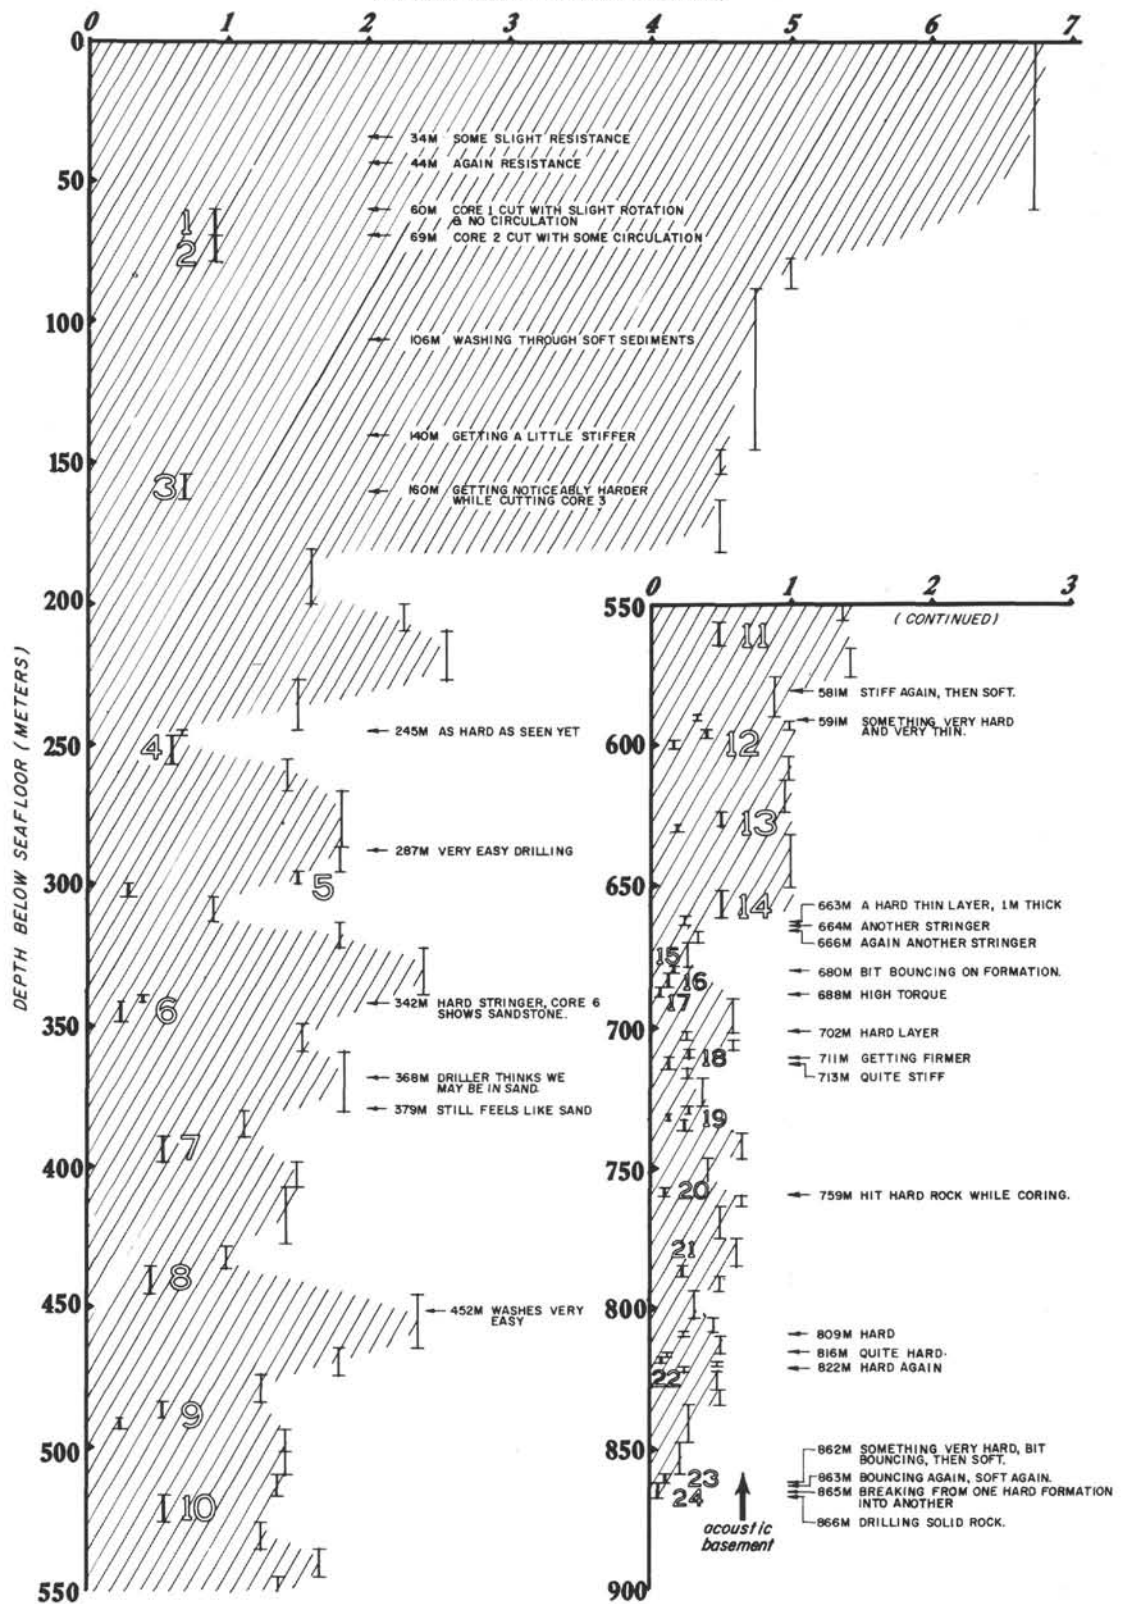 0 1 2 3 4 5 6 7
0
34M SOME SLIGHT RESISTANCE
44M AGAIN RESISTANCE
50
60M CORE 1 CUT WITH SLIGHT ROTATION
& NO CIRCULATION
1
69M CORE 2 CUT WITH SOME CIRCULATION
2
100
106M WASHING THROUGH SOFT SEDIMENTS
140M GETTING A LITTLE STIFFER
150
3
160M GETTING NOTICEABLY HARDER
WHILE CUTTING CORE 3
200
DEPTH BELOW SEAFLOOR (METERS)
245M AS HARD AS SEEN YET
4
250
287M VERY EASY DRILLING
300
5
342M HARD STRINGER, CORE 6
SHOWS SANDSTONE.
6
350
368M DRILLER THINKS WE
MAY BE IN SAND.
379M STILL FEELS LIKE SAND
7
400
8
450
452M WASHES VERY
EASY
9
500
10
550
0 1 2 3
550
(CONTINUED)
11
581M STIFF AGAIN, THEN SOFT.
591M SOMETHING VERY HARD
AND VERY THIN.
600
12
13
650
14
663M A HARD THIN LAYER, 1M THICK
664M ANOTHER STRINGER
666M AGAIN ANOTHER STRINGER
15
680M BIT BOUNCING ON FORMATION.
16
688M HIGH TORQUE
17
700
702M HARD LAYER
18
711M GETTING FIRMER
713M QUITE STIFF
19
750
20
759M HIT HARD ROCK WHILE CORING.
21
800
809M HARD
816M QUITE HARD.
822M HARD AGAIN
22
850
862M SOMETHING VERY HARD, BIT
BOUNCING, THEN SOFT.
23
863M BOUNCING AGAIN, SOFT AGAIN.
865M BREAKING FROM ONE HARD FORMATION
INTO ANOTHER
24
866M DRILLING SOLID ROCK.
acoustic
basement
900